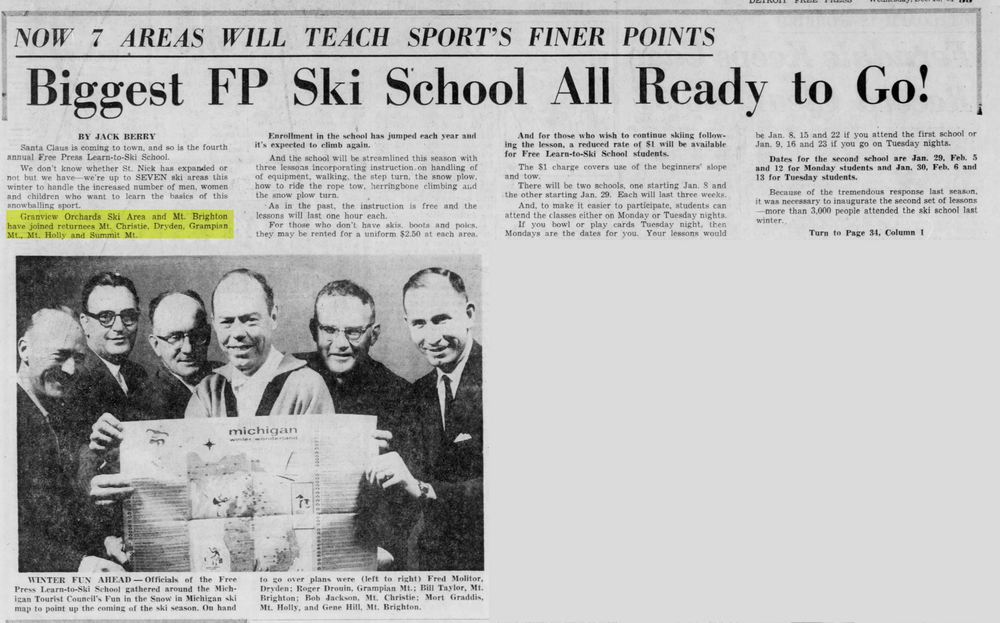 DETROIT FREE PRESS
NOW 7 AREAS WILL TEACH SPORT'S FINER POINTS
Biggest FP Ski School All Ready to Go!
BY JACK BERRY
Santa Claus is coming to town, and so is the fourth
annual Free Press Learn-to-Ski School.
We don't know whether St. Nick has expanded or
not but we have—we're up to SEVEN ski areas this
winter to handle the increased number of men, women
and children who want to learn the basics of this
snowballing sport.
Granview Orchards Ski Area and Mt. Brighton
have joined returnees Mt. Christie, Dryden, Grampian
Mt., Mt. Holly and Summit Mt.
Enrollment in the school has jumped each year and
it's expected to climb again.
And the school will be streamlined this season with
three lessons incorporating instruction on handling of
equipment, walking, the step turn, the snow plow,
how to ride the rope tow, herringbone climbing and
the snow plow turn.
As in the past, the instruction is free and the
lessons will last one hour each.
For those who don't have skis, boots and poles,
they may be rented for a uniform $2.50 at each area.
And for those who wish to continue skiing follow-
ing the lesson, a reduced rate of $1 will be available
for Free Learn-to-Ski School students.
The $1 charge covers use of the beginners' slope
and tow.
There will be two schools, one starting Jan. 8 and
the other starting Jan. 29. Each will last three weeks.
And, to make it easier to participate, students can
attend the classes either on Monday or Tuesday nights.
If you bowl or play cards Tuesday night, then
Mondays are the dates for you. Your lessons would
be Jan. 8, 15 and 22 if you attend the first school or
Jan. 9, 16 and 23 if you go on Tuesday nights.
Dates for the second school are Jan. 29, Feb. 5
and 12 for Monday students and Jan. 30, Feb. 6 and
13 for Tuesday students.
Because of the tremendous response last season,
it was necessary to inaugurate the second set of lessons
—more than 3,000 people attended the ski school last
winter.
Turn to Page 34, Column 1
michigan
winter wonderland
WINTER FUN AHEAD—Officials of the Free
Press Learn-to-Ski School gathered around the Mich-
igan Tourist Council's Fun in the Snow in Michigan ski
map to point up the coming of the ski season. On hand
to go over plans were (left to right) Fred Molitor,
Dryden; Roger Drouin, Grampian Mt.; Bill Taylor, Mt.
Brighton; Bob Jackson, Mt. Christie; Mort Graddis,
Mt. Holly, and Gene Hill, Mt. Brighton.